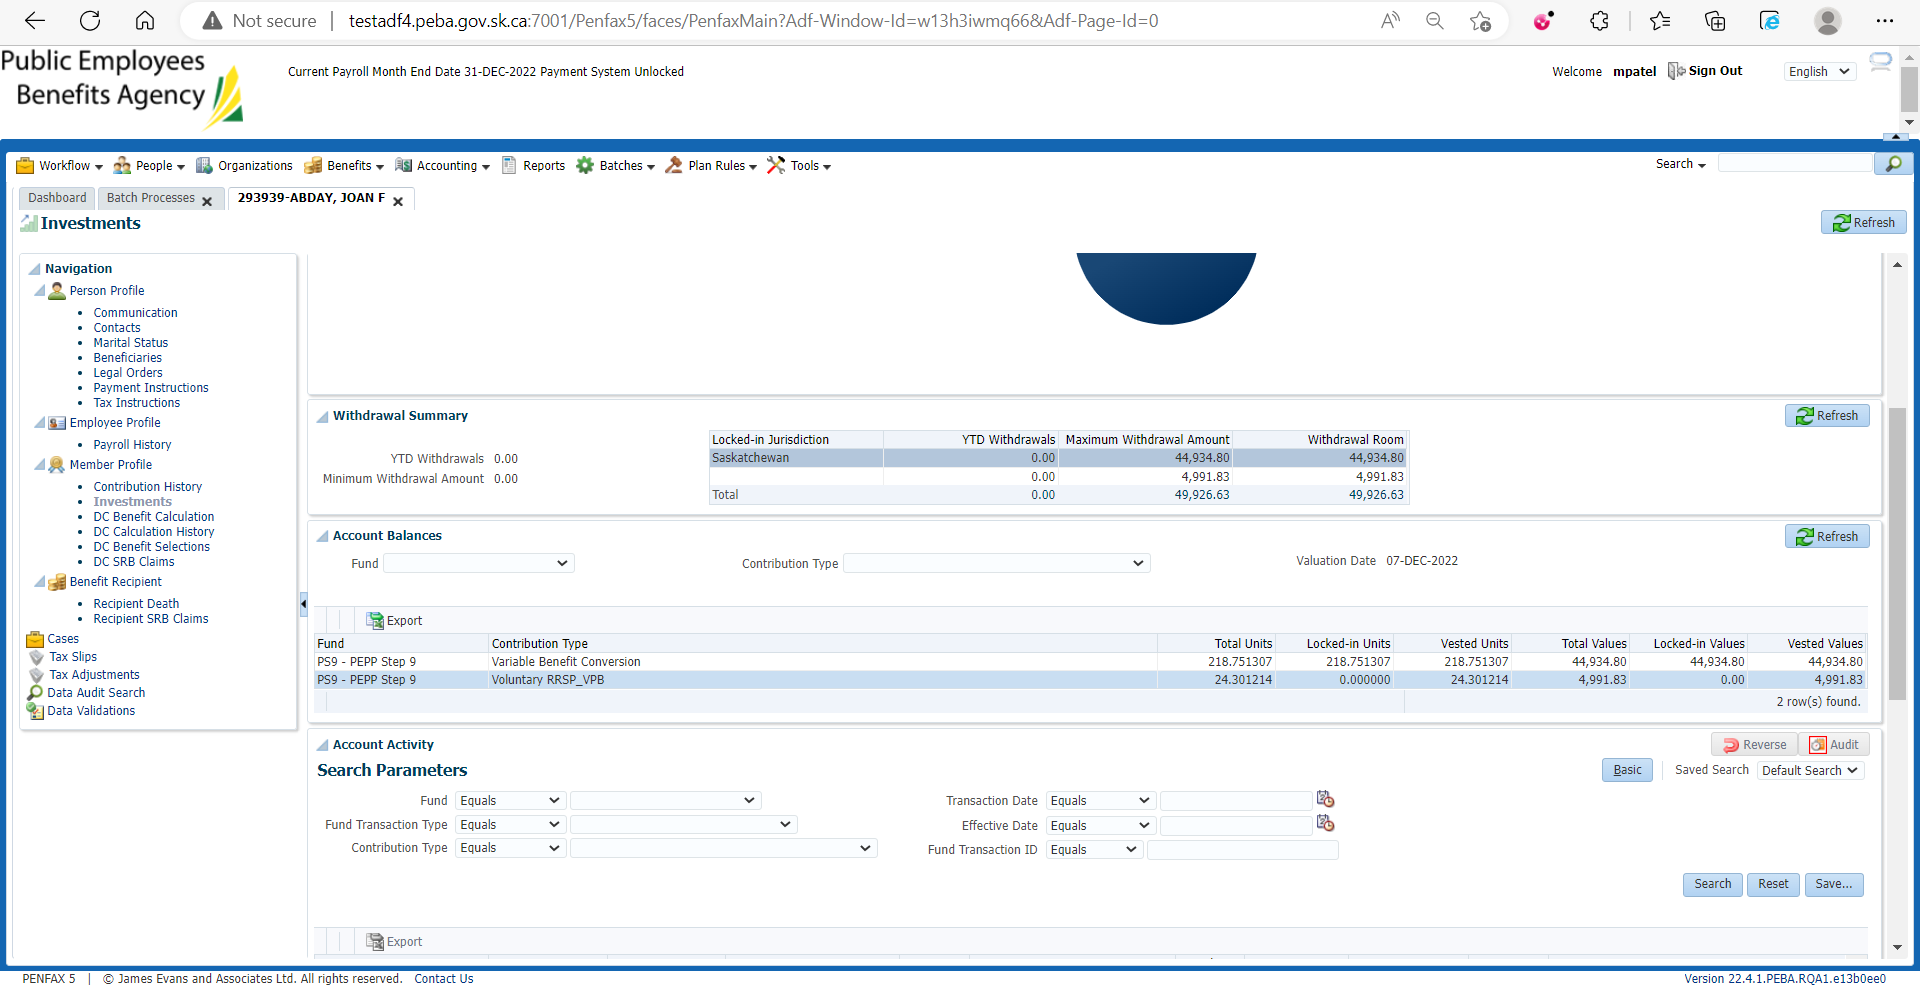 Not secure | testadf4.peba.gov.sk.ca:7001/Penfax5/faces/PenfaxMain?Adf-Window-Id=w13h3iwmq66&Adf-Page-Id=0
Public Employees
Benefits Agency
Current Payroll Month End Date 31-DEC-2022 Payment System Unlocked
Welcome mpatel Sign Out English
Workflow People Organizations Benefits Accounting Reports Batches Plan Rules Tools Search
Dashboard Batch Processes 293939-ABDAY, JOAN F
Investments Refresh
Navigation
Person Profile
Communication
Contacts
Marital Status
Beneficiaries
Legal Orders
Payment Instructions
Tax Instructions
Employee Profile
Payroll History
Member Profile
Contribution History
Investments
DC Benefit Calculation
DC Calculation History
DC Benefit Selections
DC SRB Claims
Benefit Recipient
Recipient Death
Recipient SRB Claims
Cases
Tax Slips
Tax Adjustments
Data Audit Search
Data Validations
Withdrawal Summary Refresh
YTD Withdrawals 0.00
Minimum Withdrawal Amount 0.00
Locked-in Jurisdiction YTD Withdrawals Maximum Withdrawal Amount Withdrawal Room
Saskatchewan 0.00 44,934.80 44,934.80
0.00 4,991.83 4,991.83
Total 0.00 49,926.63 49,926.63
Account Balances Refresh
Fund Contribution Type Valuation Date 07-DEC-2022
Export
Fund Contribution Type Total Units Locked-in Units Vested Units Total Values Locked-in Values Vested Values
PS9 - PEPP Step 9 Variable Benefit Conversion 218.751307 218.751307 218.751307 44,934.80 44,934.80 44,934.80
PS9 - PEPP Step 9 Voluntary RRSP_VPB 24.301214 0.000000 24.301214 4,991.83 0.00 4,991.83
2 row(s) found.
Account Activity Reverse Audit
Search Parameters Basic Saved Search Default Search
Fund Equals Transaction Date Equals
Fund Transaction Type Equals Effective Date Equals
Contribution Type Equals Fund Transaction ID Equals
Search Reset Save...
Export
PENFAX 5 | © James Evans and Associates Ltd. All rights reserved. Contact Us Version 22.4.1.PEBA.RQA1.e13b0ee0